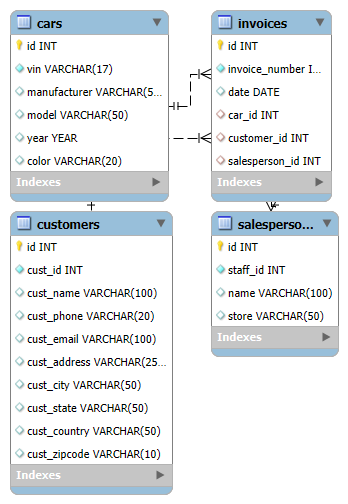 cars
id INT
vin VARCHAR(17)
manufacturer VARCHAR(5...
model VARCHAR(50)
year YEAR
color VARCHAR(20)
Indexes
invoices
id INT
invoice_number I...
date DATE
car_id INT
customer_id INT
salesperson_id INT
Indexes
customers
id INT
cust_id INT
cust_name VARCHAR(100)
cust_phone VARCHAR(20)
cust_email VARCHAR(100)
cust_address VARCHAR(25...
cust_city VARCHAR(50)
cust_state VARCHAR(50)
cust_country VARCHAR(50)
cust_zipcode VARCHAR(10)
Indexes
salesperso...
id INT
staff_id INT
name VARCHAR(100)
store VARCHAR(50)
Indexes